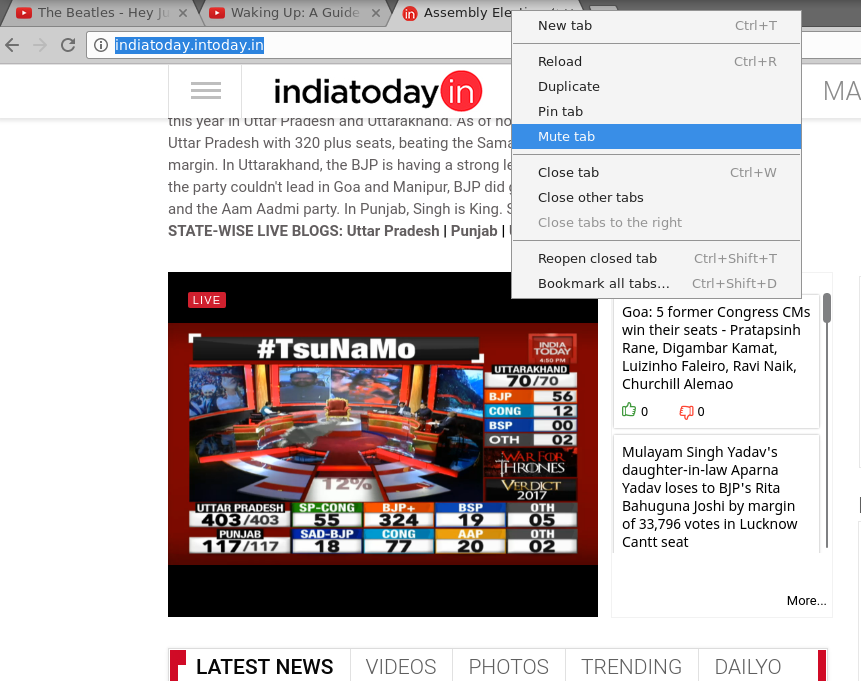 The Beatles - Hey Ju
Waking Up: A Guide
Assembly Ele
indiatoday.intoday.in
New tab Ctrl+T
Reload Ctrl+R
Duplicate
Pin tab
Mute tab
Close tab Ctrl+W
Close other tabs
Close tabs to the right
Reopen closed tab Ctrl+Shift+T
Bookmark all tabs... Ctrl+Shift+D
indiatoday in
MA
this year in Uttar Pradesh and Uttarakhand. As of no
Uttar Pradesh with 320 plus seats, beating the Sama
margin. In Uttarakhand, the BJP is having a strong le
the party couldn't lead in Goa and Manipur, BJP did g
and the Aam Aadmi party. In Punjab, Singh is King. S
STATE-WISE LIVE BLOGS: Uttar Pradesh | Punjab |
LIVE
#TsuNaMo
INDIA
TODAY
4:50 PM
UTTARAKHAND
70/70
BJP 56
CONG 12
BSP 00
OTH 02
WAR FOR
THRONES
VERDICT
2017
12%
UTTAR PRADESH SP-CONG BJP+ BSP OTH
403/403 55 324 19 05
PUNJAB SAD-BJP CONG AAP OTH
117/117 18 77 20 02
Goa: 5 former Congress CMs
win their seats - Pratapsinh
Rane, Digambar Kamat,
Luizinho Faleiro, Ravi Naik,
Churchill Alemao
0 0
Mulayam Singh Yadav's
daughter-in-law Aparna
Yadav loses to BJP's Rita
Bahuguna Joshi by margin
of 33,796 votes in Lucknow
Cantt seat
More...
LATEST NEWS VIDEOS PHOTOS TRENDING DAILYO